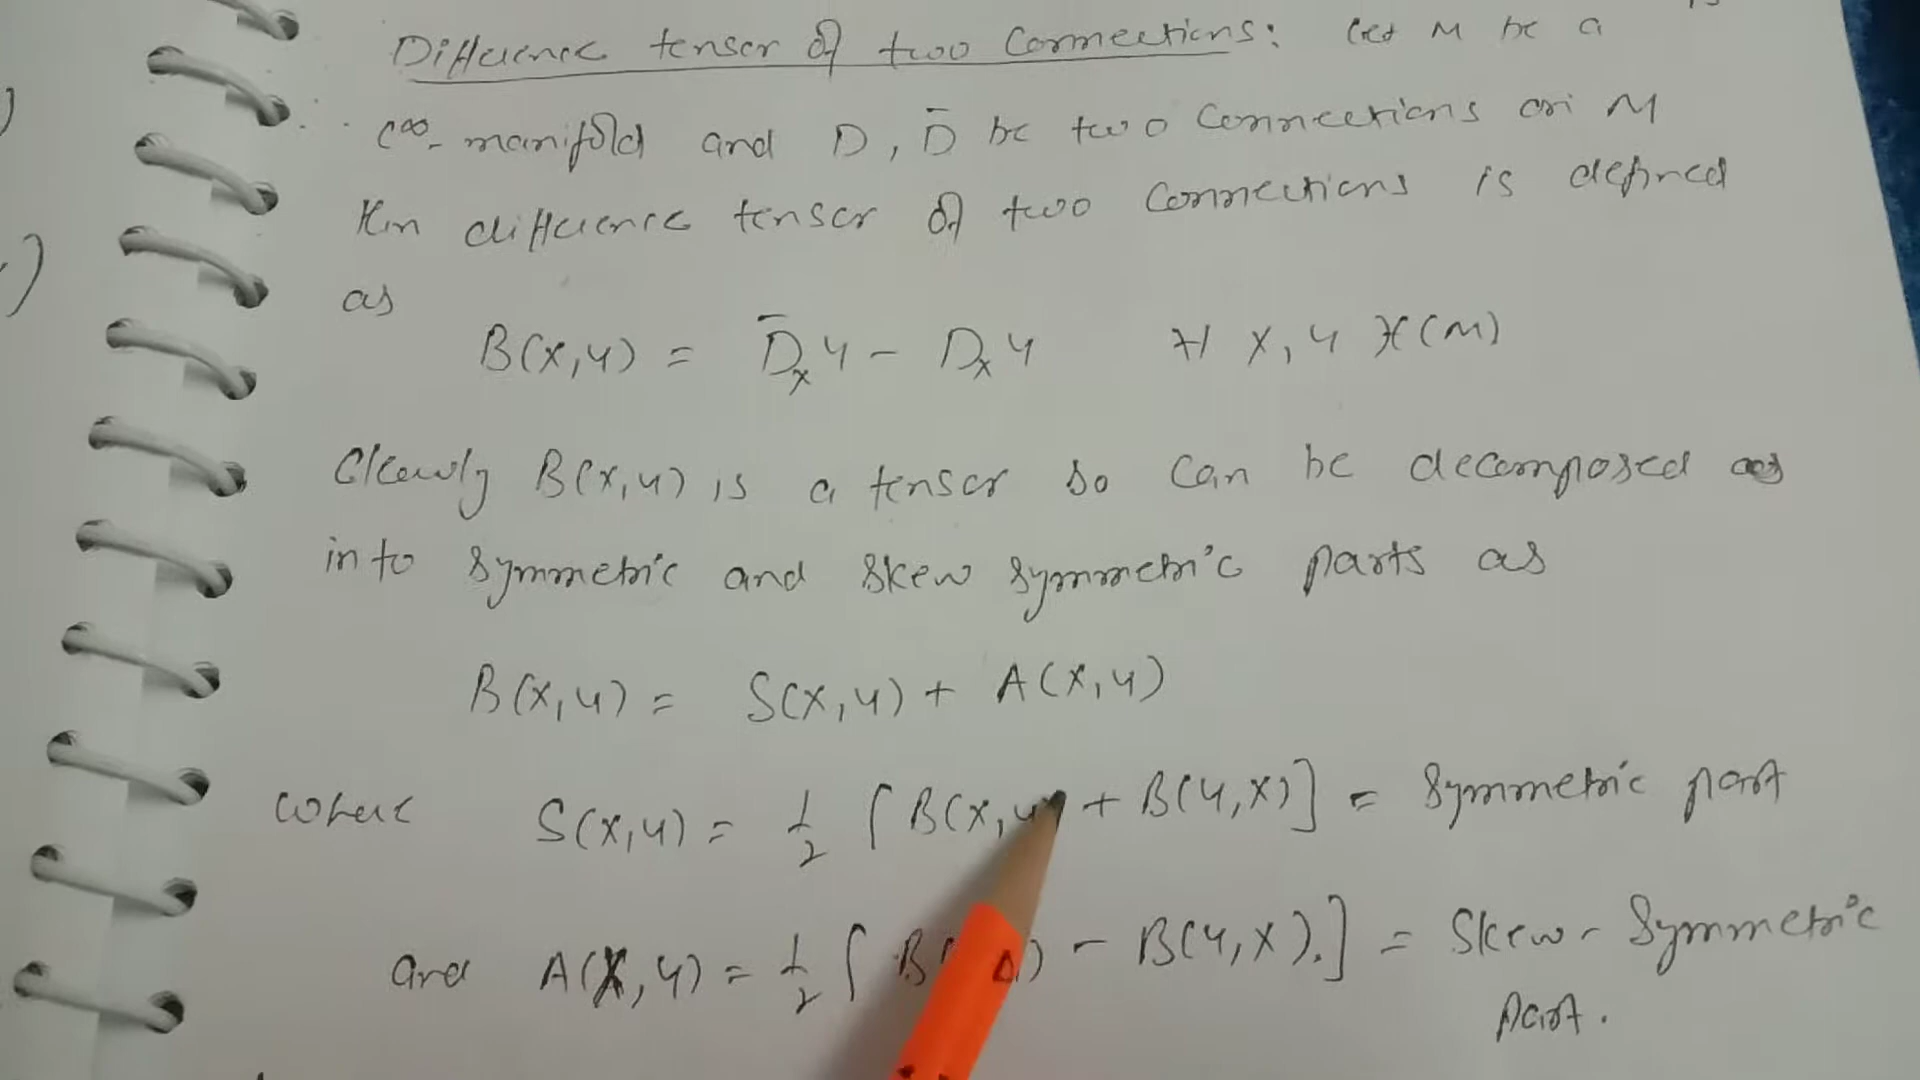 Difference tensor of two Connections: let M be a
C∞- manifold and D, D̄ be two Connections on M
then difference tensor of two Connections is defined
as
B(X,Y) = D̄_X Y - D_X Y ∀ X, Y X(M)
Clearly B(X,Y) is a tensor so can be decomposed as
into symmetric and skew symmetric parts as
B(X,Y) = S(X,Y) + A(X,Y)
where S(X,Y) = 1/2 [B(X,Y) + B(Y,X)] = Symmetric part
and A(X,Y) = 1/2 [B( ) - B(Y,X).] = Skew-Symmetric
part.